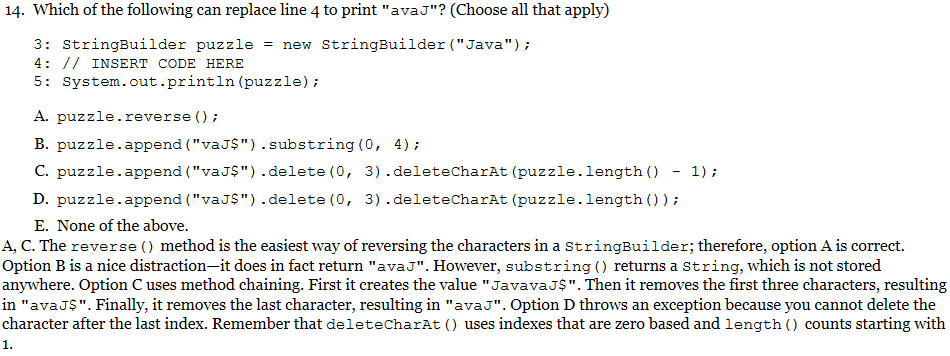 14. Which of the following can replace line 4 to print "avaJ"? (Choose all that apply)
3: StringBuilder puzzle = new StringBuilder("Java");
4: // INSERT CODE HERE
5: System.out.println(puzzle);
A. puzzle.reverse();
B. puzzle.append("vaJ$").substring(0, 4);
C. puzzle.append("vaJ$").delete(0, 3).deleteCharAt(puzzle.length() - 1);
D. puzzle.append("vaJ$").delete(0, 3).deleteCharAt(puzzle.length());
E. None of the above.
A, C. The reverse() method is the easiest way of reversing the characters in a StringBuilder; therefore, option A is correct.
Option B is a nice distraction—it does in fact return "avaJ". However, substring() returns a String, which is not stored
anywhere. Option C uses method chaining. First it creates the value "JavavaJ$". Then it removes the first three characters, resulting
in "avaJ$". Finally, it removes the last character, resulting in "avaJ". Option D throws an exception because you cannot delete the
character after the last index. Remember that deleteCharAt() uses indexes that are zero based and length() counts starting with
1.